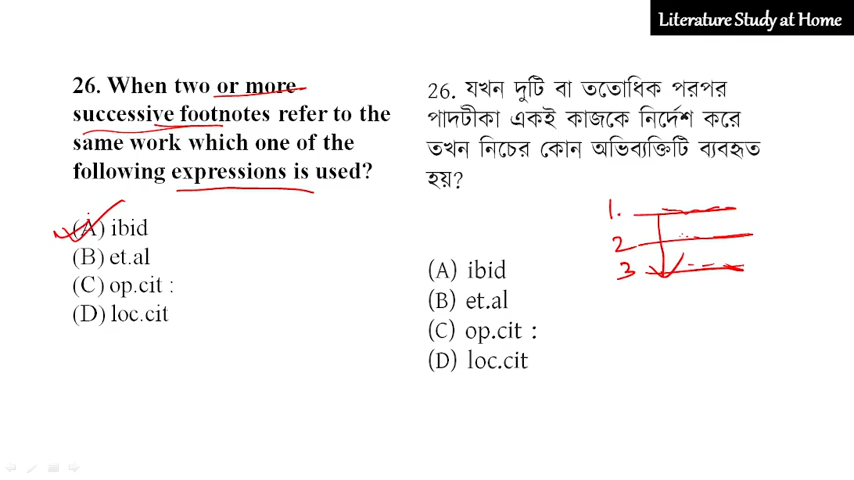 Literature Study at Home
26. When two or more
successive footnotes refer to the
same work which one of the
following expressions is used?
(A) ibid
(B) et.al
(C) op.cit :
(D) loc.cit
26. যখন দুটি বা ততোধিক পরপর
পাদটীকা একই কাজকে নির্দেশ করে
তখন নিচের কোন অভিব্যক্তিটি ব্যবহৃত
হয়?
(A) ibid
(B) et.al
(C) op.cit :
(D) loc.cit
1.
2
3